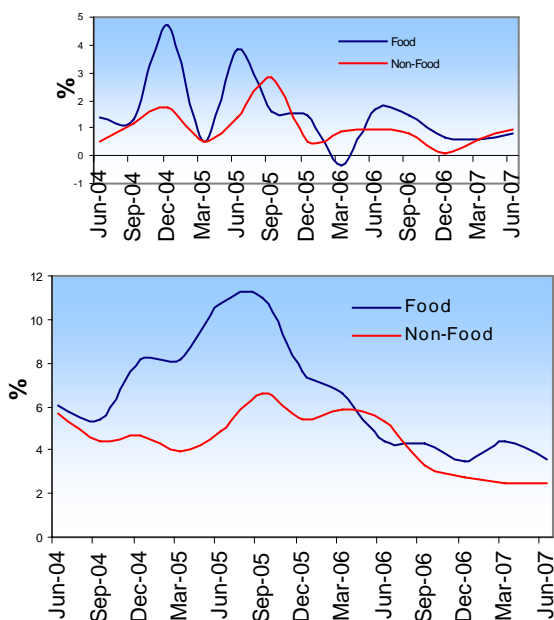 5
4
3
2
1
0
-1
%
Food
Non-Food
Jun-04
Sep-04
Dec-04
Mar-05
Jun-05
Sep-05
Dec-05
Mar-06
Jun-06
Sep-06
Dec-06
Mar-07
Jun-07
12
10
8
6
4
2
0
%
Food
Non-Food
Jun-04
Sep-04
Dec-04
Mar-05
Jun-05
Sep-05
Dec-05
Mar-06
Jun-06
Sep-06
Dec-06
Mar-07
Jun-07